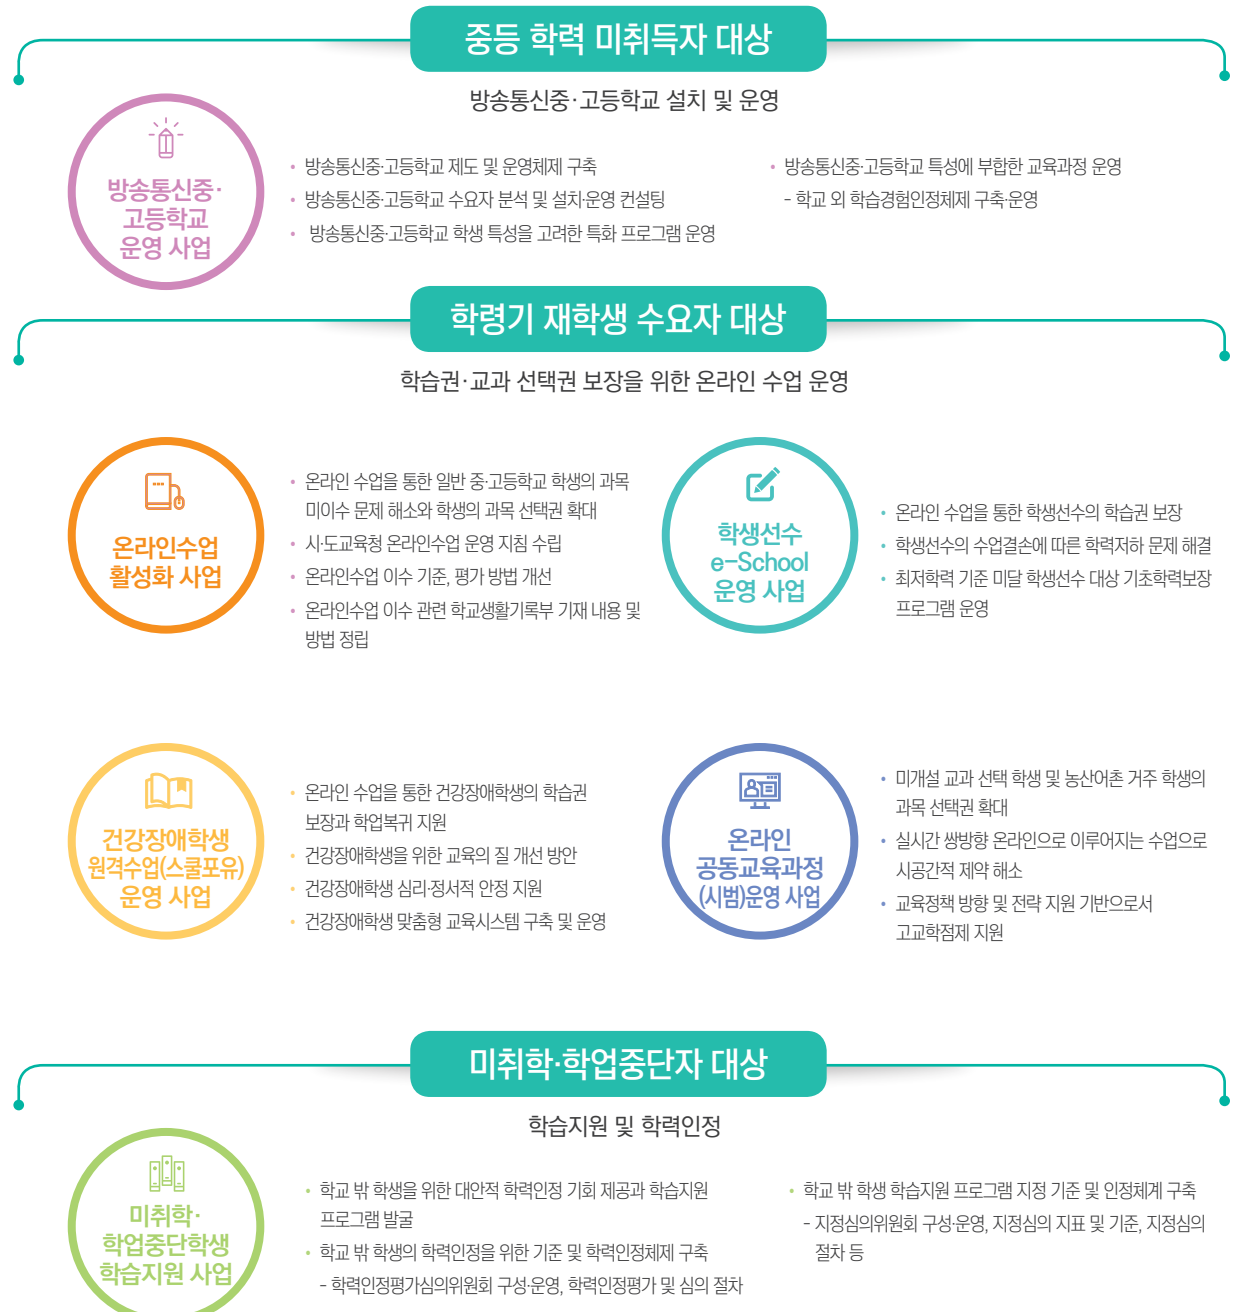 중등 학력 미취득자 대상
방송통신중·고등학교 설치 및 운영
방송통신중·
고등학교
운영 사업
• 방송통신중·고등학교 제도 및 운영체제 구축
• 방송통신중·고등학교 수요자 분석 및 설치·운영 컨설팅
• 방송통신중·고등학교 학생 특성을 고려한 특화 프로그램 운영
• 방송통신중·고등학교 특성에 부합한 교육과정 운영
- 학교 외 학습경험인정체제 구축·운영
학령기 재학생 수요자 대상
학습권·교과 선택권 보장을 위한 온라인 수업 운영
온라인수업
활성화 사업
• 온라인 수업을 통한 일반 중·고등학교 학생의 과목
미이수 문제 해소와 학생의 과목 선택권 확대
• 시·도교육청 온라인수업 운영 지침 수립
• 온라인수업 이수 기준, 평가 방법 개선
• 온라인수업 이수 관련 학교생활기록부 기재 내용 및
방법 정립
학생선수
e-School
운영 사업
• 온라인 수업을 통한 학생선수의 학습권 보장
• 학생선수의 수업결손에 따른 학력저하 문제 해결
• 최저학력 기준 미달 학생선수 대상 기초학력보장
프로그램 운영
건강장애학생
원격수업(스쿨포유)
운영 사업
• 온라인 수업을 통한 건강장애학생의 학습권
보장과 학업복귀 지원
• 건강장애학생을 위한 교육의 질 개선 방안
• 건강장애학생 심리·정서적 안정 지원
• 건강장애학생 맞춤형 교육시스템 구축 및 운영
온라인
공동교육과정
(시범)운영 사업
• 미개설 교과 선택 학생 및 농산어촌 거주 학생의
과목 선택권 확대
• 실시간 쌍방향 온라인으로 이루어지는 수업으로
시공간적 제약 해소
• 교육정책 방향 및 전략 지원 기반으로서
고교학점제 지원
미취학·학업중단자 대상
학습지원 및 학력인정
미취학·
학업중단학생
학습지원 사업
• 학교 밖 학생을 위한 대안적 학력인정 기회 제공과 학습지원
프로그램 발굴
• 학교 밖 학생의 학력인정을 위한 기준 및 학력인정체제 구축
- 학력인정평가심의위원회 구성·운영, 학력인정평가 및 심의 절차
• 학교 밖 학생 학습지원 프로그램 지정 기준 및 인정체계 구축
- 지정심의위원회 구성·운영, 지정심의 지표 및 기준, 지정심의
절차 등